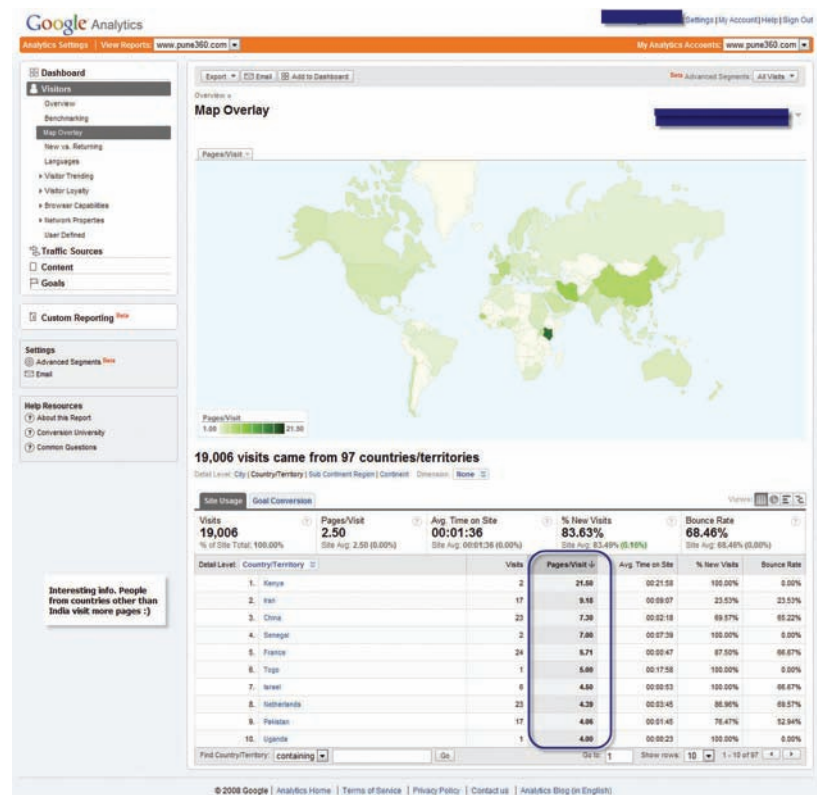 Google Analytics
Settings | My Account | Help | Sign Out
Analytics Settings | View Reports: www.pune360.com
My Analytics Accounts: www.pune360.com
Dashboard
Visitors
Overview
Benchmarking
Map Overlay
New vs. Returning
Languages
Visitor Trending
Visitor Loyalty
Browser Capabilities
Network Properties
User Defined
Traffic Sources
Content
Goals
Custom Reporting Beta
Settings
Advanced Segments Beta
Email
Help Resources
About this Report
Conversion University
Common Questions
Interesting info. People
from countries other than
India visit more pages :)
Export Email Add to Dashboard
Beta Advanced Segments: All Visits
Overview »
Map Overlay
Pages/Visit
Pages/Visit
1.00 21.50
19,006 visits came from 97 countries/territories
Detail Level: City | Country/Territory | Sub Continent Region | Continent Dimension: None
Site Usage Goal Conversion Views:
Visits Pages/Visit Avg. Time on Site % New Visits Bounce Rate
19,006 2.50 00:01:36 83.63% 68.46%
% of Site Total: 100.00% Site Avg: 2.50 (0.00%) Site Avg: 00:01:36 (0.00%) Site Avg: 83.49% (0.16%) Site Avg: 68.46% (0.00%)
Detail Level: Country/Territory Visits Pages/Visit Avg. Time on Site % New Visits Bounce Rate
1. Kenya 2 21.50 00:21:58 100.00% 0.00%
2. Iran 17 9.18 00:09:07 23.53% 23.53%
3. China 23 7.30 00:02:18 69.57% 65.22%
4. Senegal 2 7.00 00:07:39 100.00% 0.00%
5. France 24 5.71 00:00:47 87.50% 66.67%
6. Togo 1 5.00 00:17:58 100.00% 0.00%
7. Israel 6 4.50 00:00:53 100.00% 66.67%
8. Netherlands 23 4.39 00:03:45 86.96% 69.57%
9. Pakistan 17 4.06 00:01:45 76.47% 52.94%
10. Uganda 1 4.00 00:00:23 100.00% 0.00%
Find Country/Territory: containing Go Go to: 1 Show rows: 10 1 - 10 of 97
© 2008 Google | Analytics Home | Terms of Service | Privacy Policy | Contact us | Analytics Blog (in English)